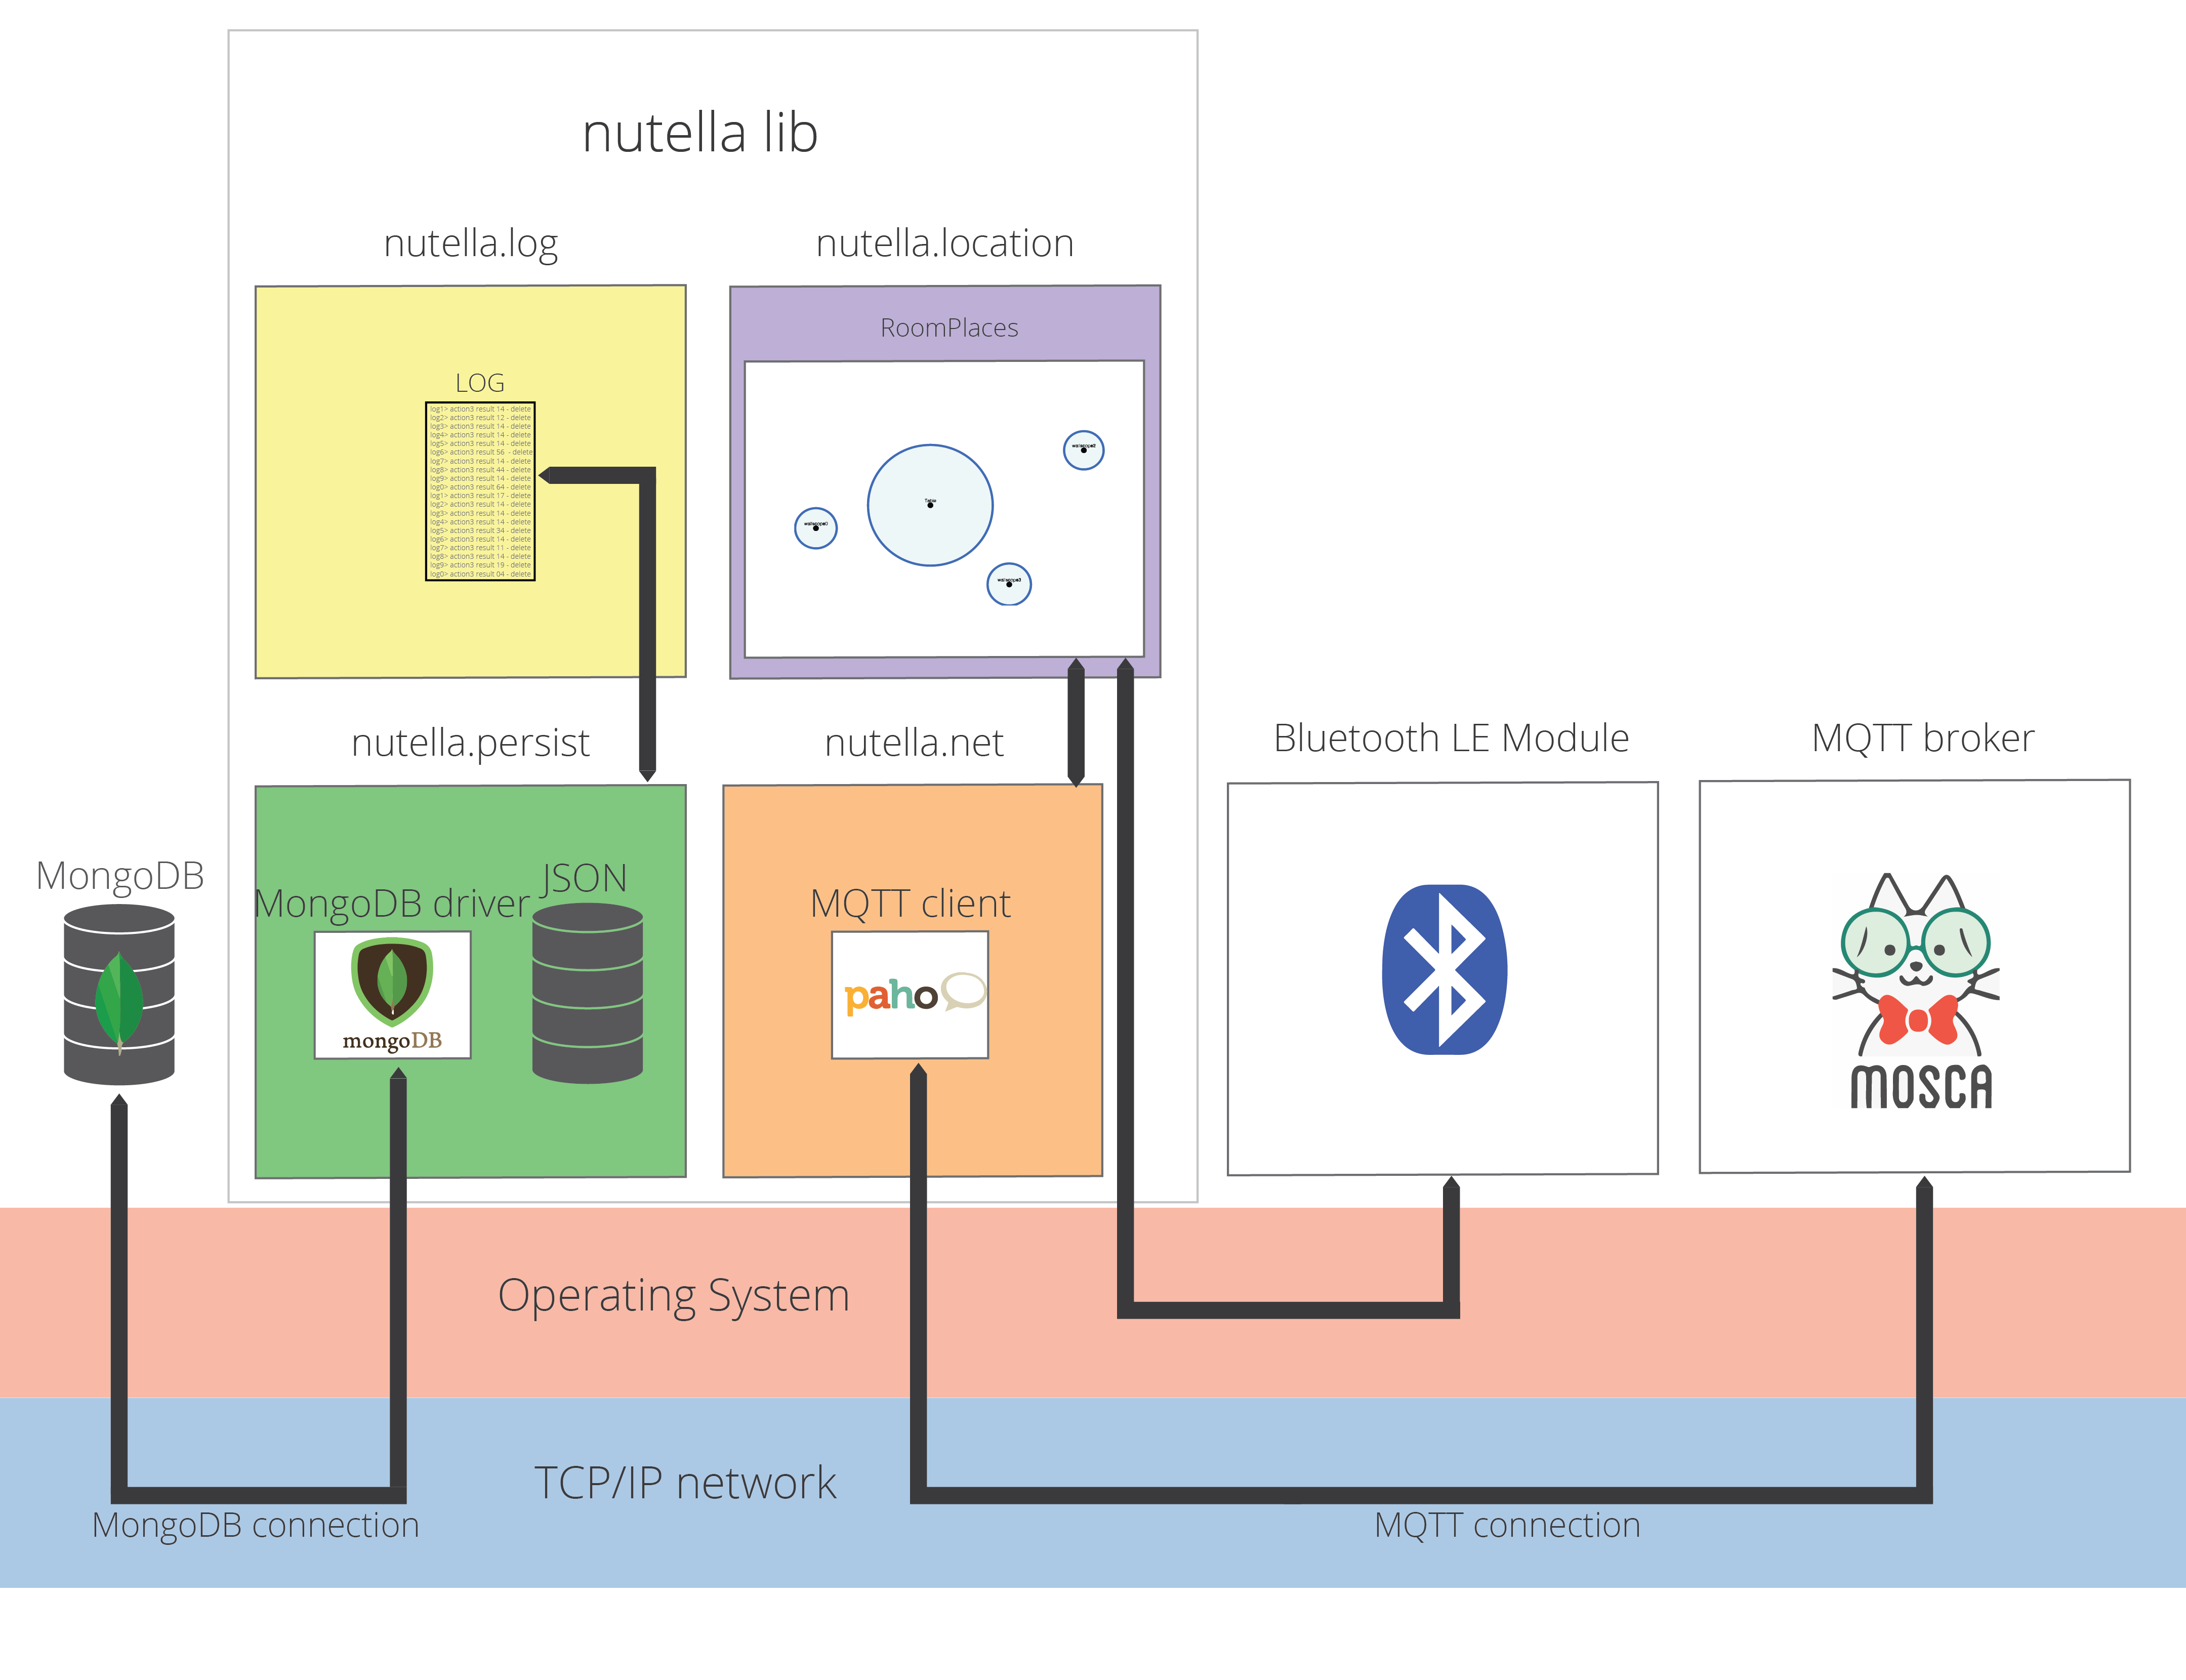 nutella lib
nutella.log
nutella.location
RoomPlaces
LOG
log1> action3 result 14 - delete
log2> action3 result 12 - delete
log3> action3 result 14 - delete
log4> action3 result 14 - delete
log5> action3 result 14 - delete
log6> action3 result 56 - delete
log7> action3 result 14 - delete
log8> action3 result 44 - delete
log9> action3 result 14 - delete
log0> action3 result 64 - delete
log1> action3 result 17 - delete
log2> action3 result 14 - delete
log3> action3 result 14 - delete
log4> action3 result 14 - delete
log5> action3 result 34 - delete
log6> action3 result 14 - delete
log7> action3 result 11 - delete
log8> action3 result 14 - delete
log9> action3 result 19 - delete
log0> action3 result 04 - delete
Table
nutella.persist
nutella.net
Bluetooth LE Module
MQTT broker
MongoDB
MongoDB driver
JSON
MQTT client
mongoDB
paho
MOSCA
Operating System
TCP/IP network
MongoDB connection
MQTT connection